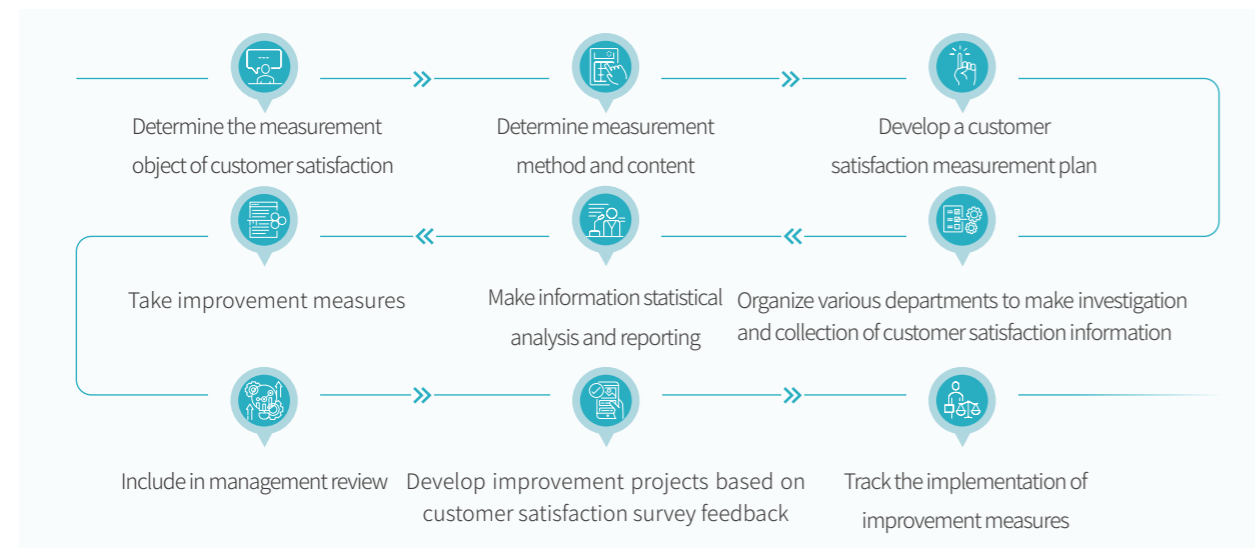 Determine the measurement
object of customer satisfaction
Determine measurement
method and content
Develop a customer
satisfaction measurement plan
Take improvement measures
Make information statistical
analysis and reporting
Organize various departments to make investigation
and collection of customer satisfaction information
Include in management review
Develop improvement projects based on
customer satisfaction survey feedback
Track the implementation of
improvement measures